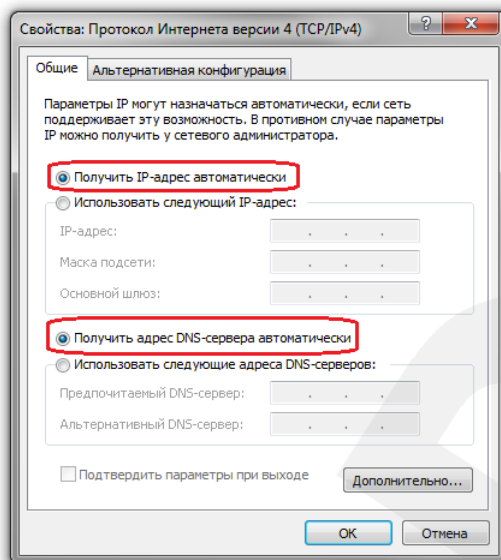 Свойства: Протокол Интернета версии 4 (TCP/IPv4)
Общие
Альтернативная конфигурация
Параметры IP могут назначаться автоматически, если сеть
поддерживает эту возможность. В противном случае параметры
IP можно получить у сетевого администратора.
Получить IP-адрес автоматически
Использовать следующий IP-адрес:
IP-адрес:
Маска подсети:
Основной шлюз:
Получить адрес DNS-сервера автоматически
Использовать следующие адреса DNS-серверов:
Предпочитаемый DNS-сервер:
Альтернативный DNS-сервер:
Подтвердить параметры при выходе
Дополнительно...
ОК
Отмена